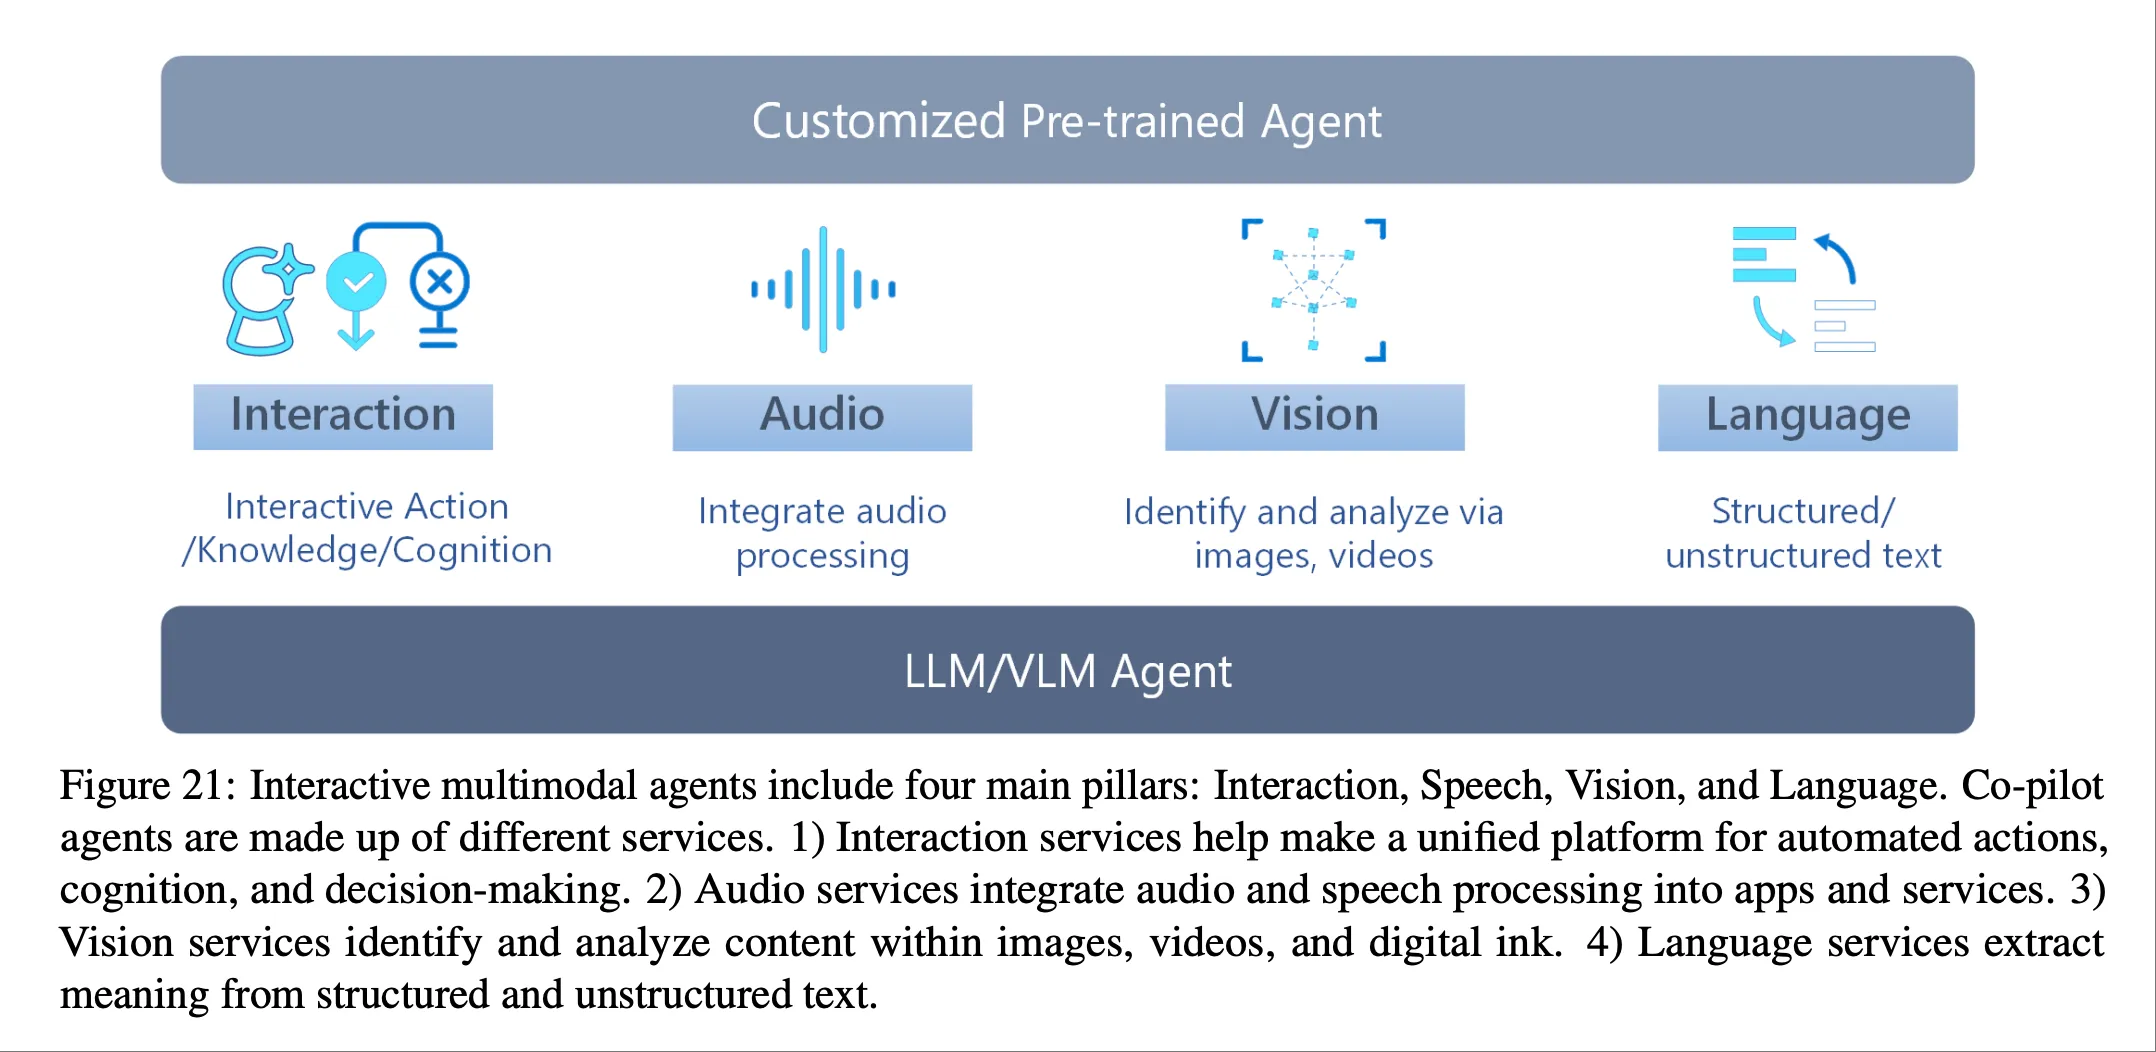 Customized Pre-trained Agent
Interaction
Audio
Vision
Language
Interactive Action
/Knowledge/Cognition
Integrate audio
processing
Identify and analyze via
images, videos
Structured/
unstructured text
LLM/VLM Agent
Figure 21: Interactive multimodal agents include four main pillars: Interaction, Speech, Vision, and Language. Co-pilot
agents are made up of different services. 1) Interaction services help make a unified platform for automated actions,
cognition, and decision-making. 2) Audio services integrate audio and speech processing into apps and services. 3)
Vision services identify and analyze content within images, videos, and digital ink. 4) Language services extract
meaning from structured and unstructured text.